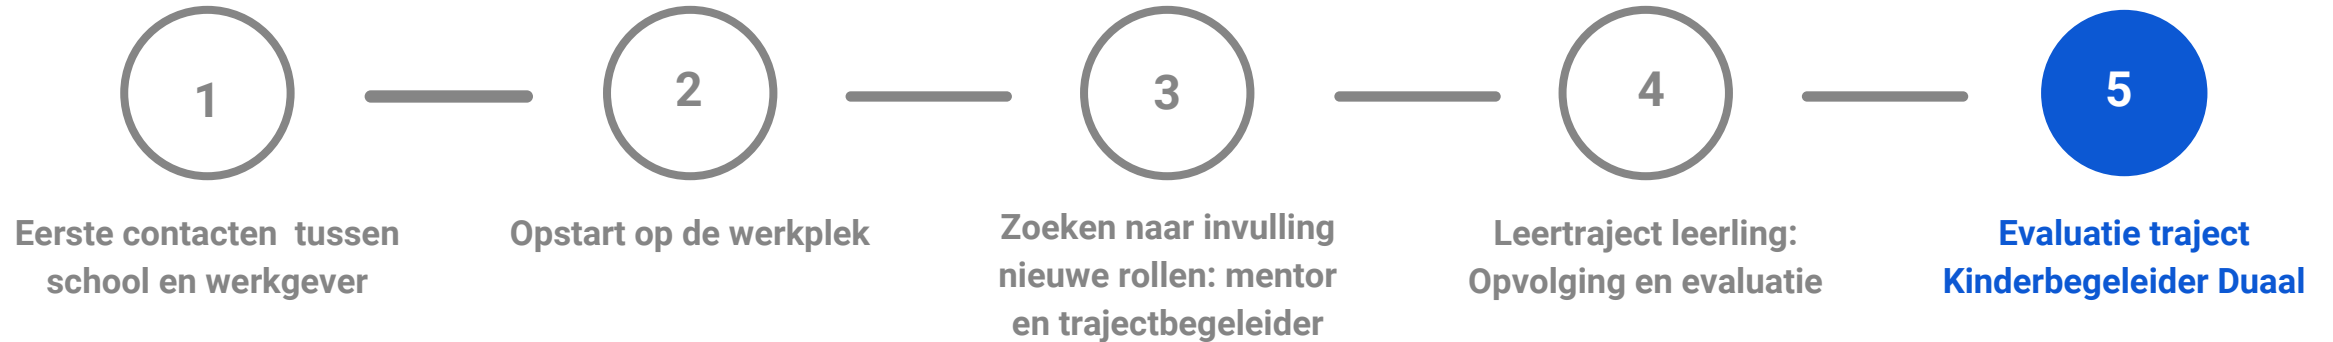 1
2
3
4
5
Eerste contacten tussen
school en werkgever
Opstart op de werkplek
Zoeken naar invulling
nieuwe rollen: mentor
en trajectbegeleider
Leertraject leerling:
Opvolging en evaluatie
Evaluatie traject
Kinderbegeleider Duaal